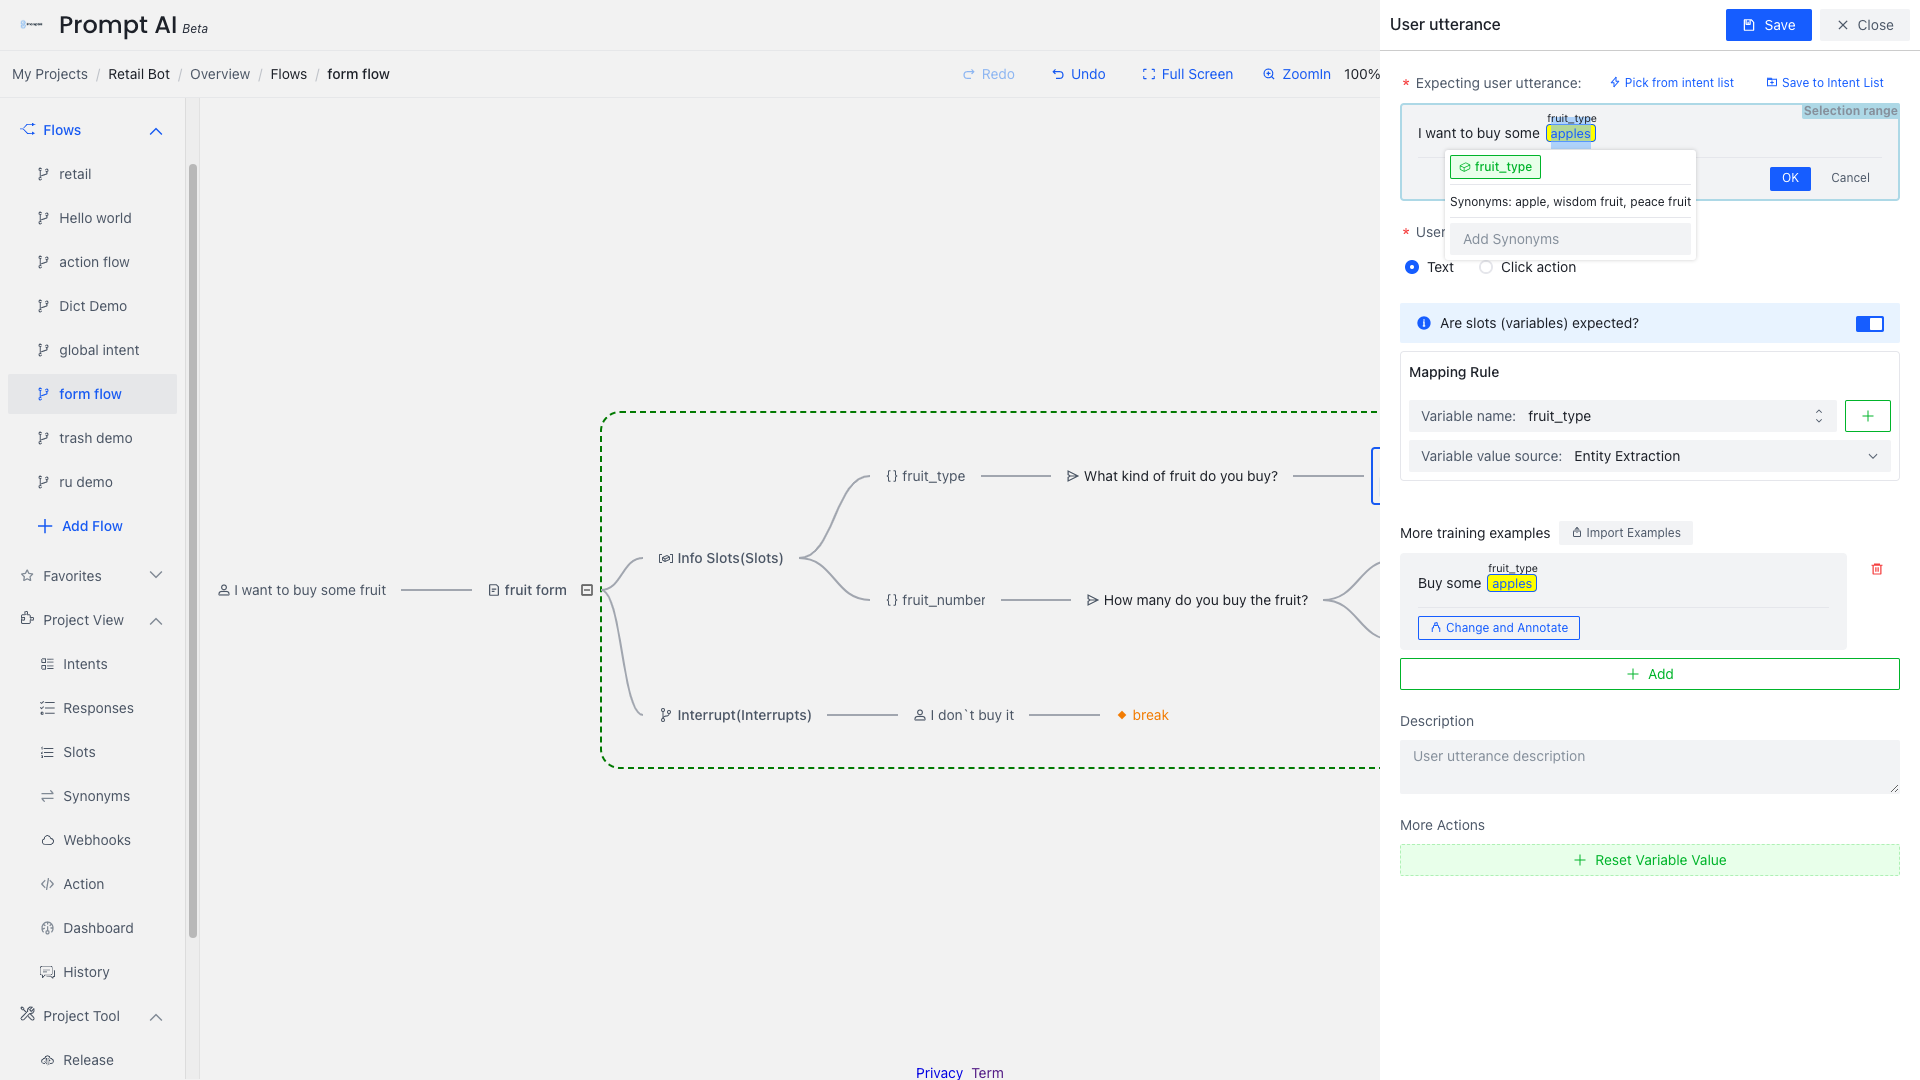 Prompt AI Beta
My Projects / Retail Bot / Overview / Flows / form flow
Redo
Undo
Full Screen
ZoomIn
100%
Flows
retail
Hello world
action flow
Dict Demo
global intent
form flow
trash demo
ru demo
Add Flow
Favorites
Project View
Intents
Responses
Slots
Synonyms
Webhooks
Action
Dashboard
History
Project Tool
Release
I want to buy some fruit
fruit form
Info Slots(Slots)
{} fruit_type
What kind of fruit do you buy?
{} fruit_number
How many do you buy the fruit?
Interrupt(Interrupts)
I don`t buy it
break
Privacy Term
User utterance
Save
Close
* Expecting user utterance:
Pick from intent list
Save to Intent List
Selection range
fruit_type
I want to buy some apples
OK
Cancel
fruit_type
Synonyms: apple, wisdom fruit, peace fruit
Add Synonyms
* User
Text
Click action
Are slots (variables) expected?
Mapping Rule
Variable name: fruit_type
Variable value source: Entity Extraction
More training examples
Import Examples
fruit_type
Buy some apples
Change and Annotate
Add
Description
User utterance description
More Actions
Reset Variable Value